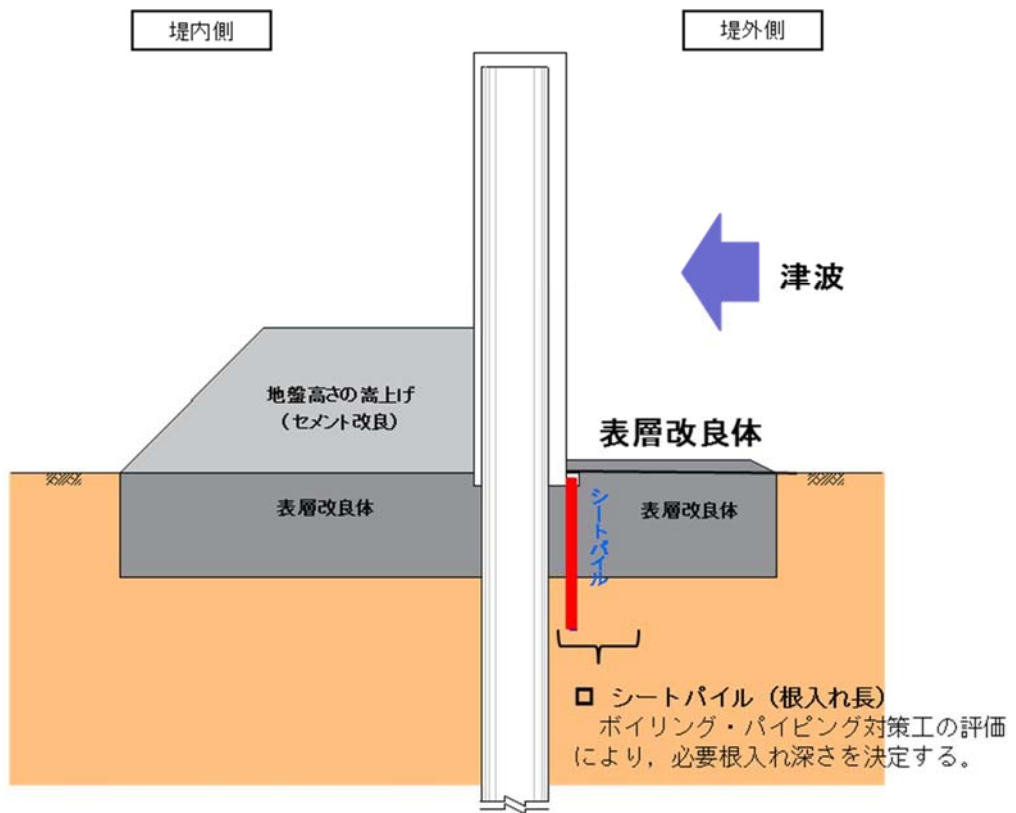 堤内側
堤外側
津波
地盤高さの嵩上げ
(セメント改良)
表層改良体
表層改良体
シートパイル
表層改良体
□ シートパイル（根入れ長）
ボイリング・パイピング対策工の評価
により，必要根入れ深さを決定する。